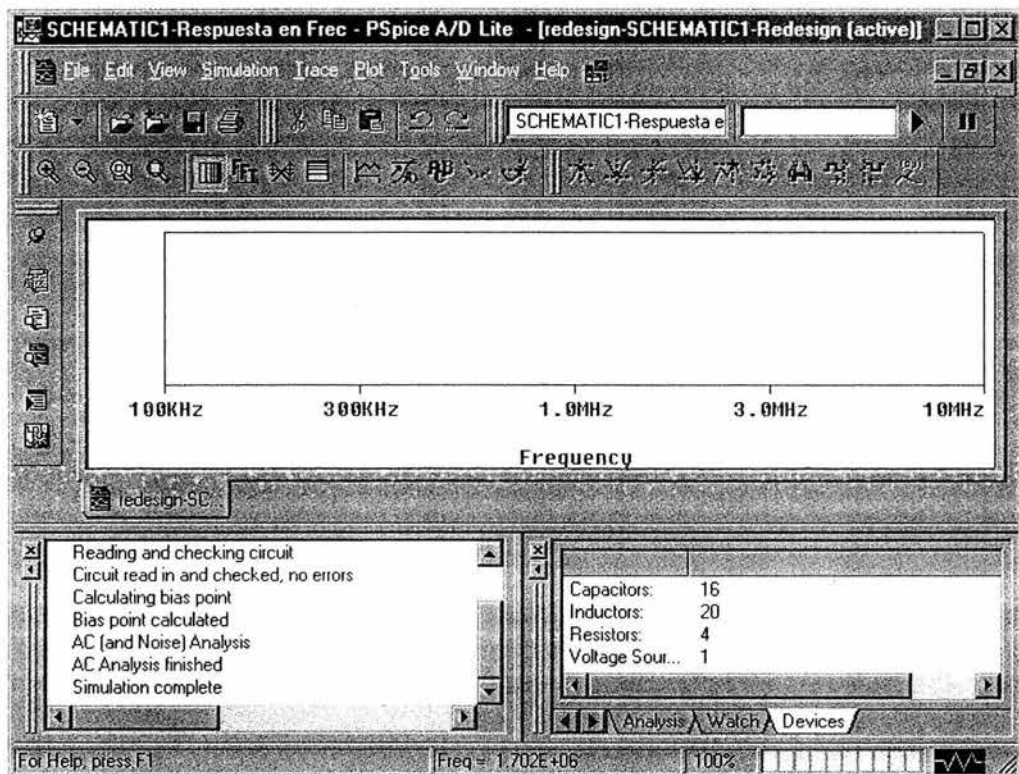 SCHEMATIC1-Respuesta en Frec - PSpice A/D Lite - [redesign-SCHEMATIC1-Redesign (active)]
File Edit View Simulation Trace Plot Tools Window Help
SCHEMATIC1-Respuesta e
100KHz 300KHz 1.0MHz 3.0MHz 10MHz
Frequency
redesign-SC...
Reading and checking circuit
Circuit read in and checked, no errors
Calculating bias point
Bias point calculated
AC (and Noise) Analysis
AC Analysis finished
Simulation complete
Capacitors: 16
Inductors: 20
Resistors: 4
Voltage Sour... 1
Analysis Watch Devices
For Help, press F1 Freq = 1.702E+06 100%